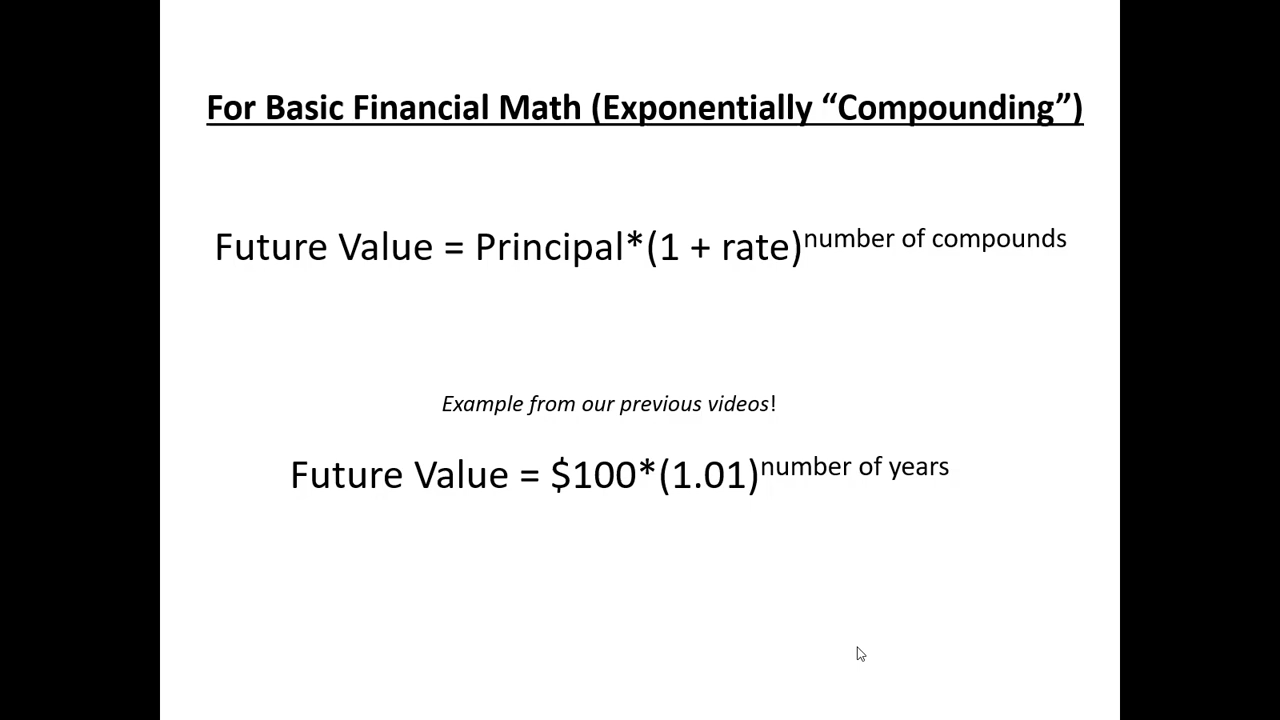 For Basic Financial Math (Exponentially “Compounding”)
Future Value = Principal*(1 + rate)^number of compounds
Example from our previous videos!
Future Value = $100*(1.01)^number of years